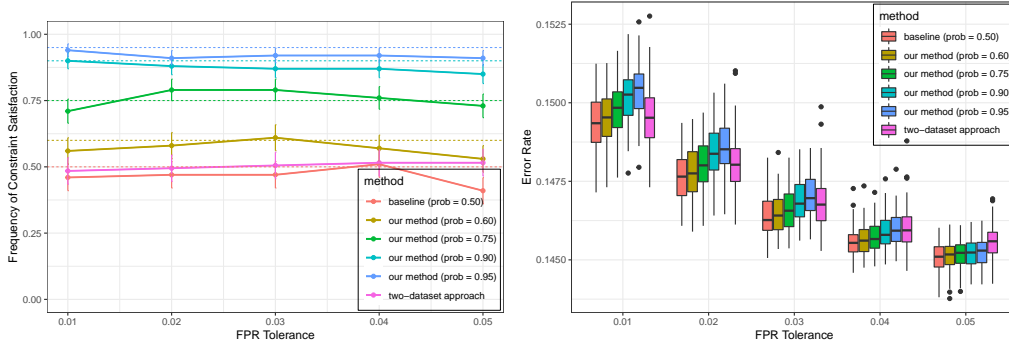 1.00
0.75
0.50
0.25
0.00
Frequency of Constraint Satisfaction
0.01
0.02
0.03
0.04
0.05
FPR Tolerance
method
baseline (prob = 0.50)
our method (prob = 0.60)
our method (prob = 0.75)
our method (prob = 0.90)
our method (prob = 0.95)
two−dataset approach
0.1525
0.1500
0.1475
0.1450
Error Rate
0.01
0.02
0.03
0.04
0.05
FPR Tolerance
method
baseline (prob = 0.50)
our method (prob = 0.60
our method (prob = 0.75
our method (prob = 0.90
our method (prob = 0.95
two−dataset approach